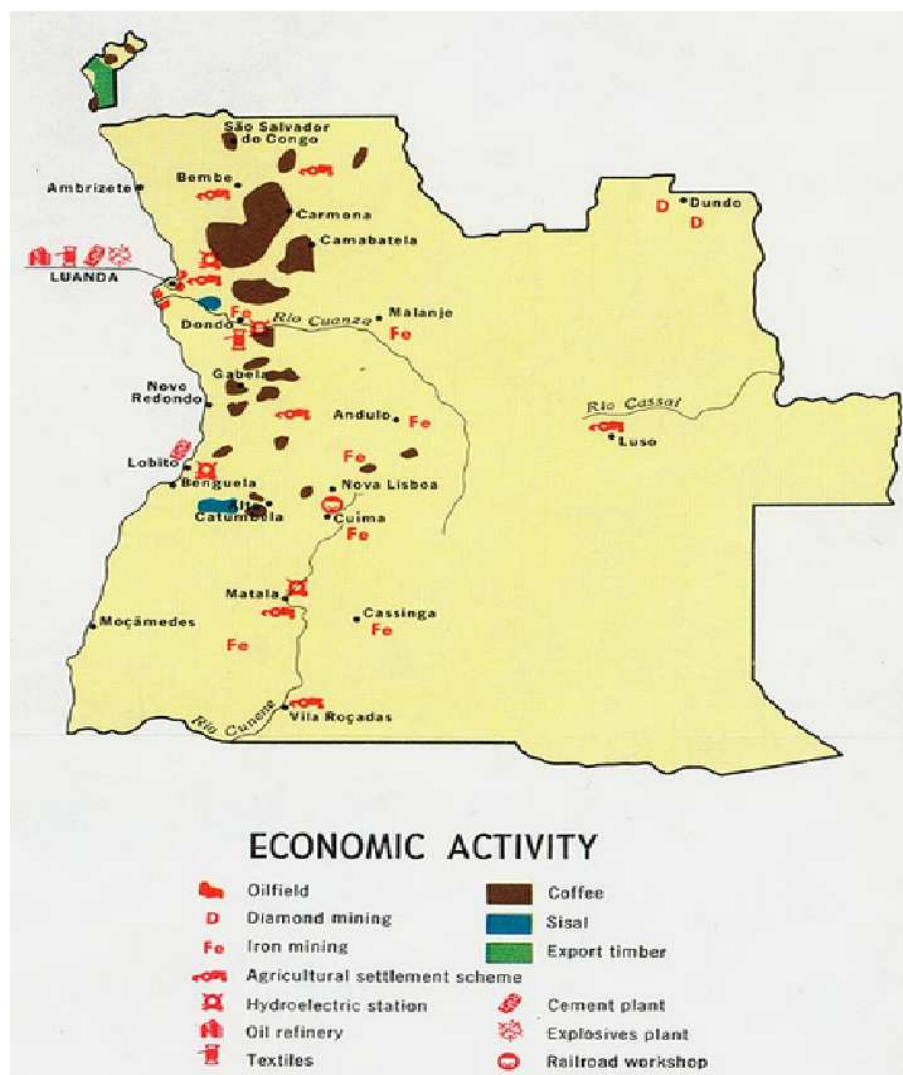 São Salvador
do Congo
Bembe
Ambrizete
Carmona
Dundo
D
D
Camabatela
LUANDA
Fe
Rio Cuanza
Malanje
Dondo
Fe
Gabela
Novo
Redondo
Rio Cassai
Andulo
Fe
Luso
Fe
Lobito
Benguela
Nova Lisboa
Alto
Catumbela
Cuima
Fe
Matala
Cassinga
Moçâmedes
Fe
Fe
Rio Cunene
Vila Roçadas
ECONOMIC ACTIVITY
Oilfield
D Diamond mining
Fe Iron mining
Agricultural settlement scheme
Hydroelectric station
Oil refinery
Textiles
Coffee
Sisal
Export timber
Cement plant
Explosives plant
Railroad workshop